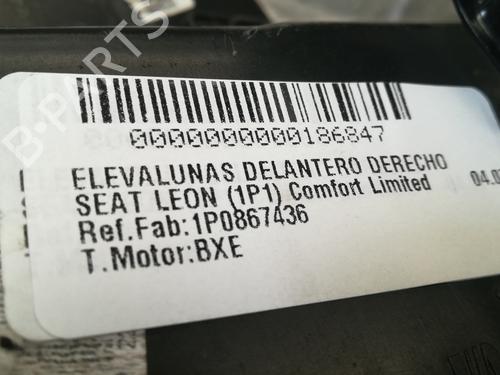 B-PARTS
0000000000186847
ELEVALUNAS DELANTERO DERECHO
SEAT LEON (1P1) Comfort Limited
04.0
Ref.Fab:1P0867436
T.Motor:BXE